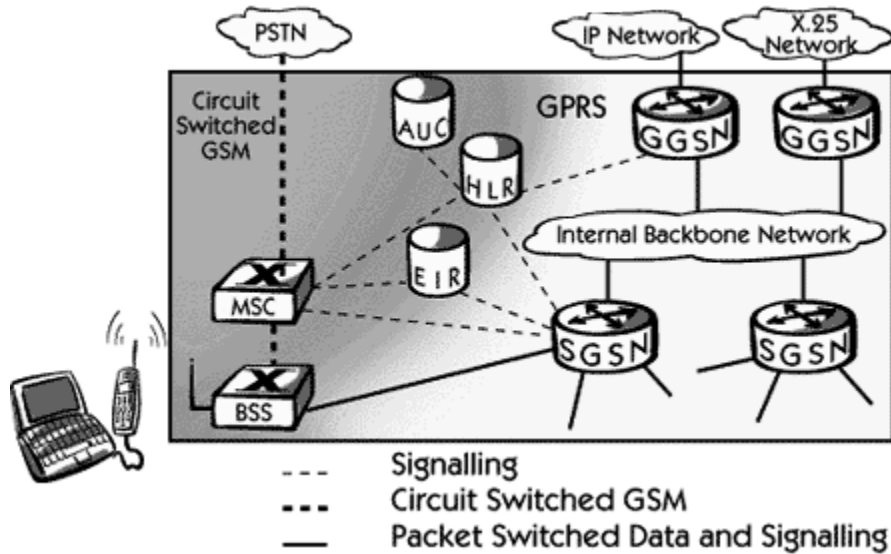 PSTN
IP Network
X.25
Network
Circuit
Switched
GSM
AUC
GPRS
GGSN
GGSN
HLR
Internal Backbone Network
EIR
MSC
SGSN
SGSN
BSS
Signalling
Circuit Switched GSM
Packet Switched Data and Signalling